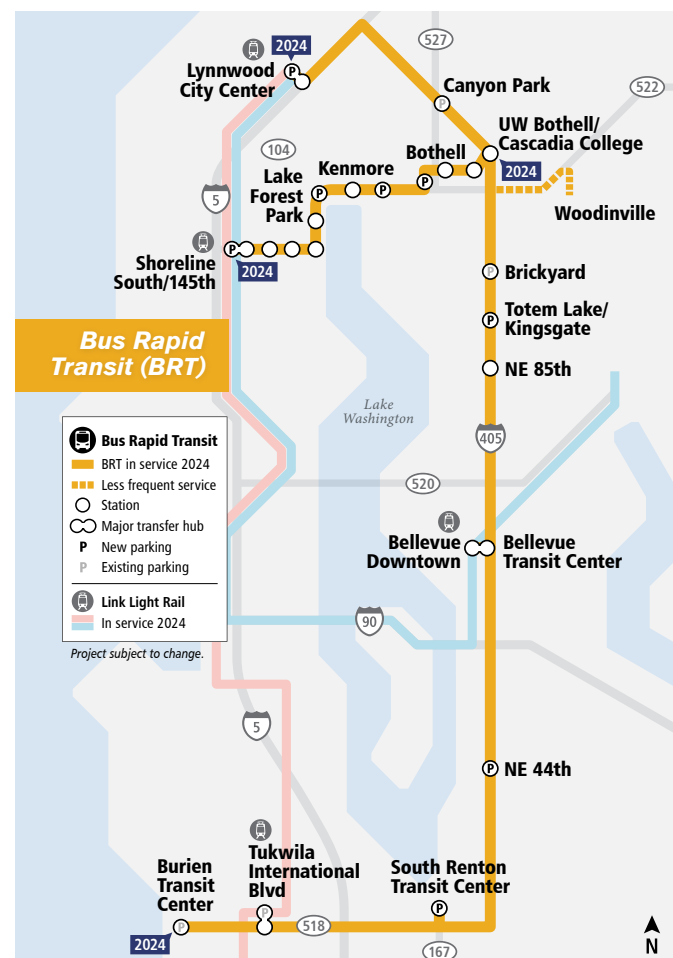 2024
527
Lynnwood
City Center
Canyon Park
522
UW Bothell/
Cascadia College
104
Bothell
Kenmore
2024
Lake
Forest
Park
5
Woodinville
P
P
P
P
P
P
Shoreline
South/145th
2024
P
Brickyard
P
Totem Lake/
Kingsgate
Bus Rapid
Transit (BRT)
NE 85th
Lake
Washington
405
Bus Rapid Transit
BRT in service 2024
Less frequent service
Station
Major transfer hub
P New parking
P Existing parking
Link Light Rail
In service 2024
Project subject to change.
520
Bellevue
Downtown
Bellevue
Transit Center
90
5
P
NE 44th
Tukwila
International
Blvd
Burien
Transit
Center
South Renton
Transit Center
P
P
P
518
2024
167
N